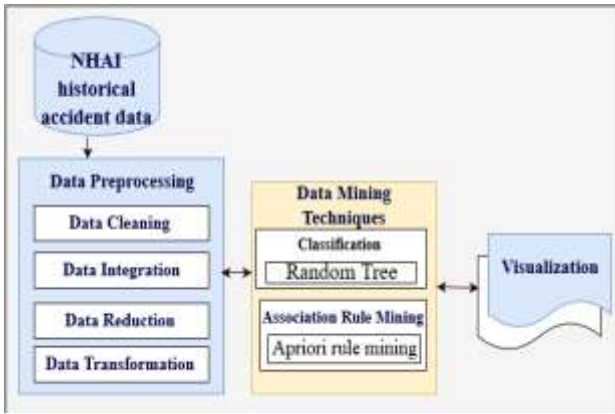 NHAI
historical
accident data
Data Preprocessing
Data Cleaning
Data Integration
Data Reduction
Data Transformation
Data Mining
Techniques
Classification
Random Tree
Association Rule Mining
Apriori rule mining
Visualization